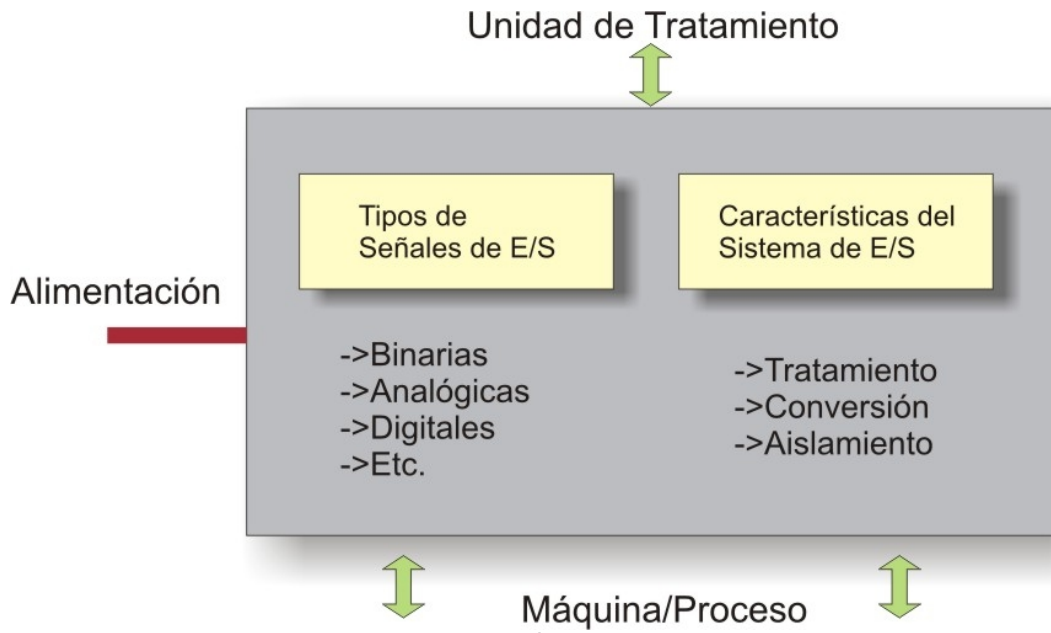 Unidad de Tratamiento
Tipos de
Señales de E/S
Característícas del
Sistema de E/S
Alimentación
->Binarias
->Analógicas
->Digitales
->Etc.
->Tratamiento
->Conversión
->Aislamiento
Máquina/Proceso